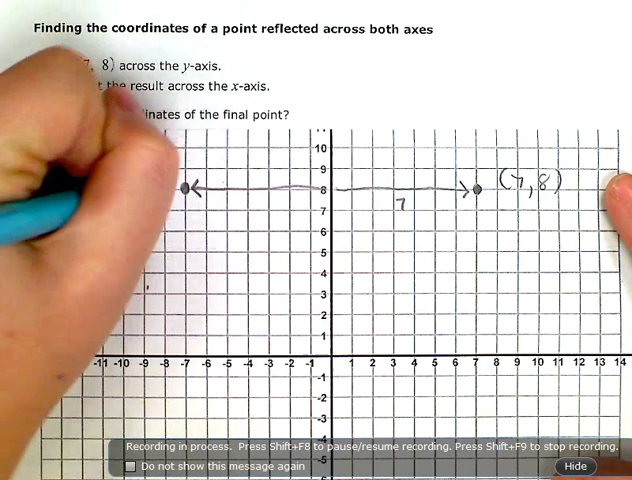 Finding the coordinates of a point reflected across both axes
7, 8) across the y-axis.
t the result across the x-axis.
inates of the final point?
10
9
(7,8)
8
7
7
6
5
4
3
2
1
-11 -10 -9 -8 -7 -6 -5 -4 -3 -2 -1 1 2 3 4 5 6 7 8 9 10 11 12 13 14
-1
-2
-3
-4
Recording in process. Press Shift+F8 to pause/resume recording. Press Shift+F9 to stop recording.
-5
Do not show this message again
Hide